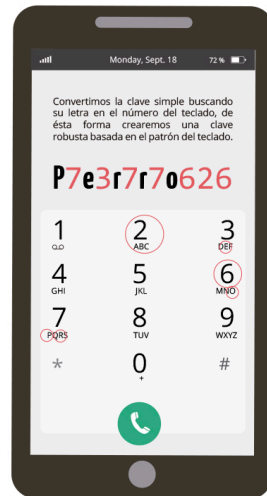 Monday, Sept. 18
72 %
Convertimos la clave simple buscando
su letra en el número del teclado, de
ésta forma crearemos una clave
robusta basada en el patrón del teclado.
P7e3r7r7o626
1 2 3
ABC DEF
4 5 6
GHI JKL MNO
7 8 9
PQRS TUV WXYZ
* 0 #
+